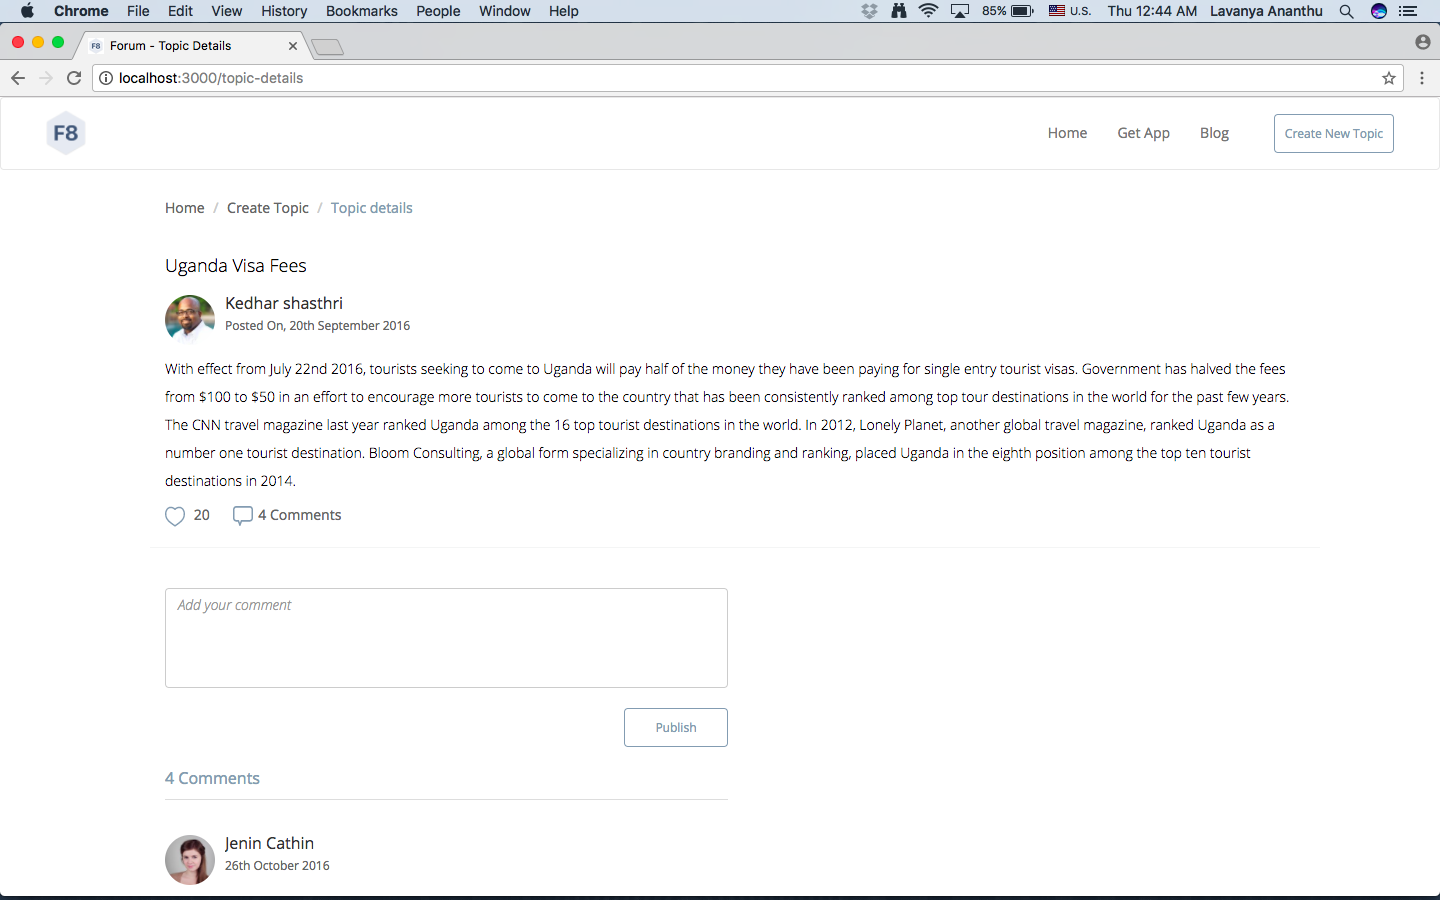 Chrome File Edit View History Bookmarks People Window Help 85% U.S. Thu 12:44 AM Lavanya Ananthu
F8 Forum - Topic Details
localhost:3000/topic-details
F8 Home Get App Blog Create New Topic
Home / Create Topic / Topic details
Uganda Visa Fees
Kedhar shasthri
Posted On, 20th September 2016
With effect from July 22nd 2016, tourists seeking to come to Uganda will pay half of the money they have been paying for single entry tourist visas. Government has halved the fees
from $100 to $50 in an effort to encourage more tourists to come to the country that has been consistently ranked among top tour destinations in the world for the past few years.
The CNN travel magazine last year ranked Uganda among the 16 top tourist destinations in the world. In 2012, Lonely Planet, another global travel magazine, ranked Uganda as a
number one tourist destination. Bloom Consulting, a global form specializing in country branding and ranking, placed Uganda in the eighth position among the top ten tourist
destinations in 2014.
20 4 Comments
Add your comment
Publish
4 Comments
Jenin Cathin
26th October 2016